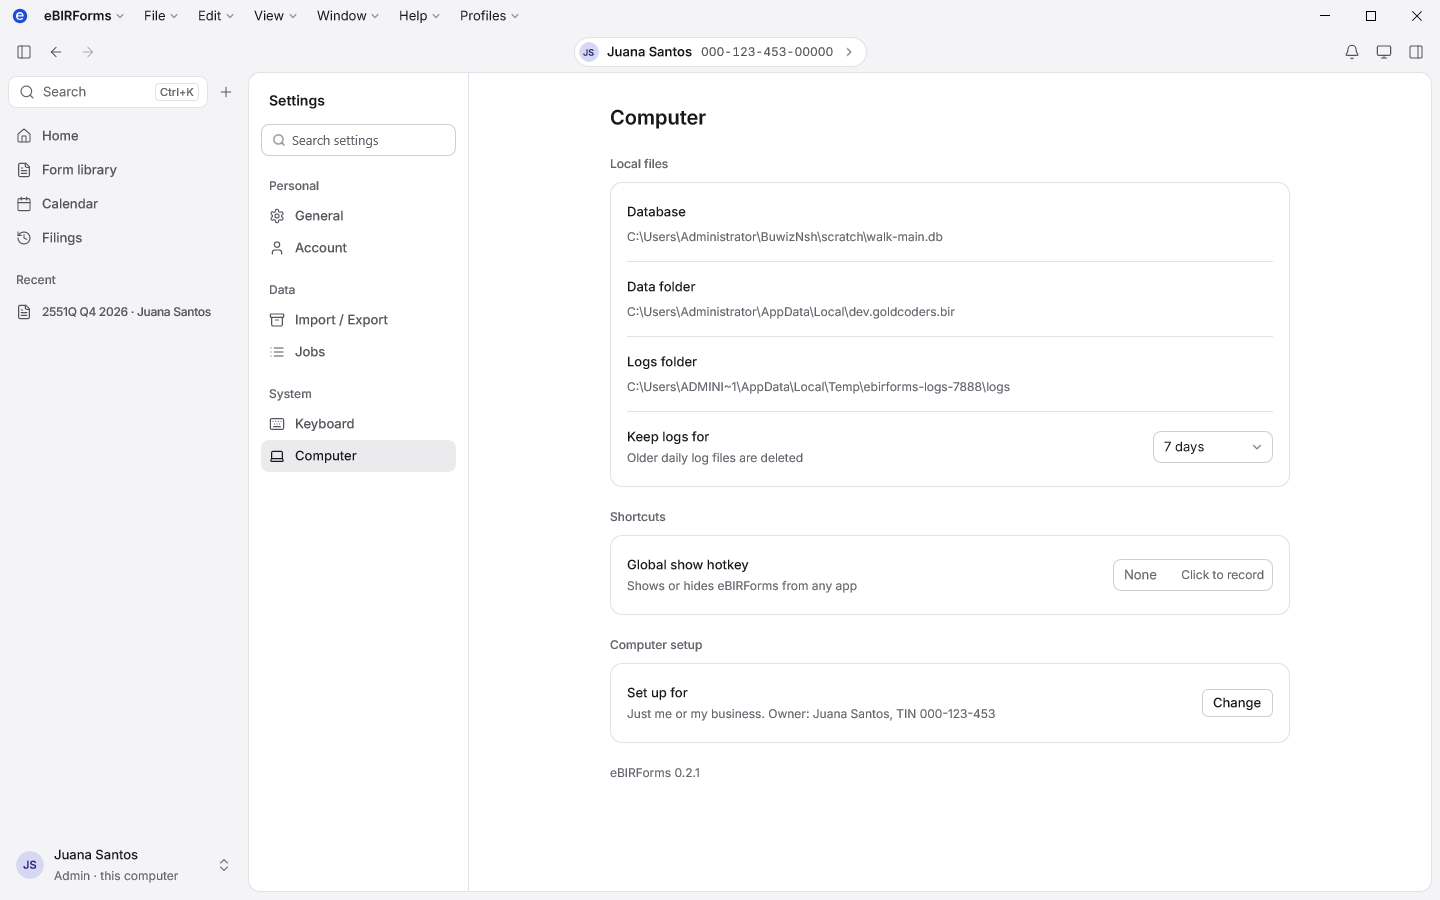 eBIRForms File Edit View Window Help Profiles
JS Juana Santos 000-123-453-00000
Search Ctrl+K
Home
Form library
Calendar
Filings
Recent
2551Q Q4 2026 · Juana Santos
JS Juana Santos
Admin · this computer
Settings
Search settings
Personal
General
Account
Data
Import / Export
Jobs
System
Keyboard
Computer
Computer
Local files
Database
C:\Users\Administrator\BuwizNsh\scratch\walk-main.db
Data folder
C:\Users\Administrator\AppData\Local\dev.goldcoders.bir
Logs folder
C:\Users\ADMINI~1\AppData\Local\Temp\ebirforms-logs-7888\logs
Keep logs for
Older daily log files are deleted
7 days
Shortcuts
Global show hotkey
Shows or hides eBIRForms from any app
None Click to record
Computer setup
Set up for
Just me or my business. Owner: Juana Santos, TIN 000-123-453
Change
eBIRForms 0.2.1